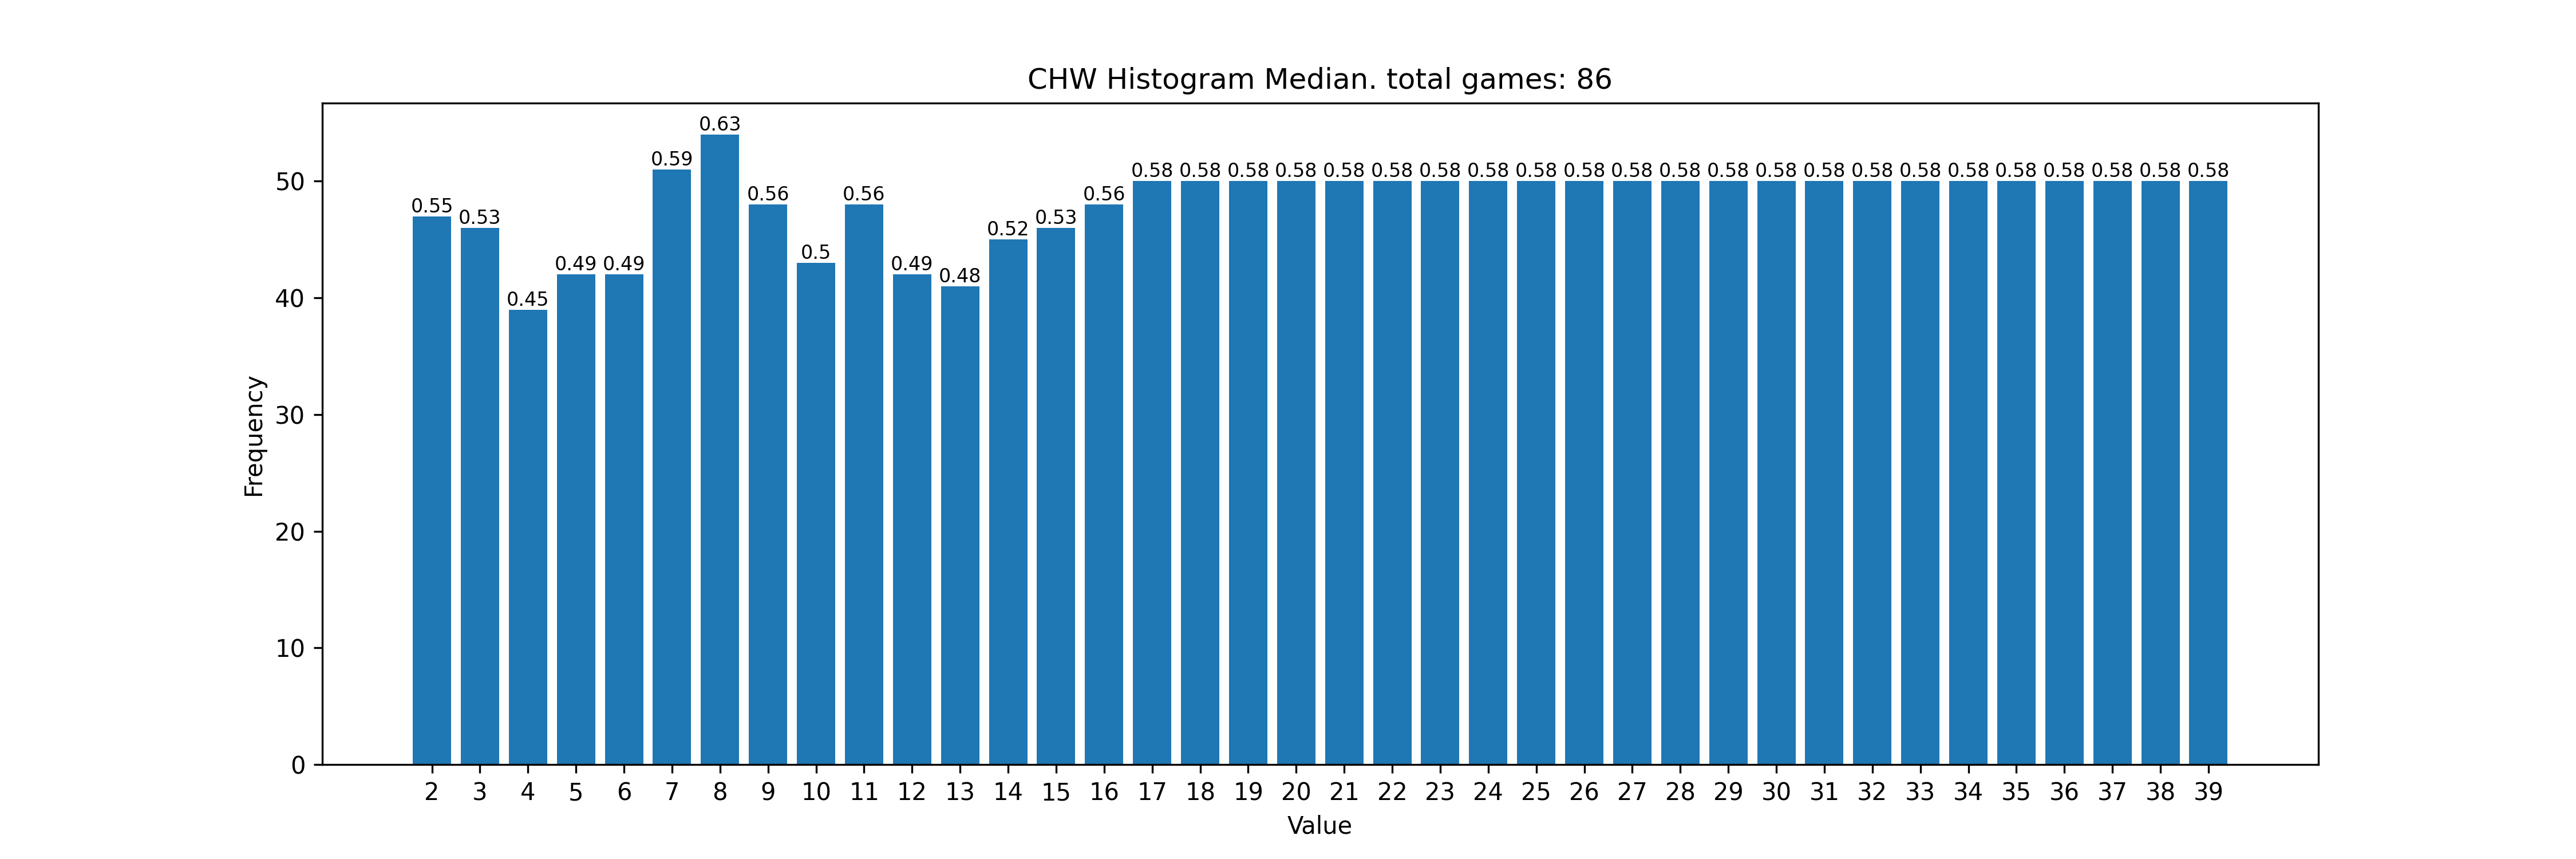 CHW Histogram Median. total games: 86
0.55 0.53 0.45 0.49 0.49 0.59 0.63 0.56 0.5 0.56 0.49 0.48 0.52 0.53 0.56 0.58 0.58 0.58 0.58 0.58 0.58 0.58 0.58 0.58 0.58 0.58 0.58 0.58 0.58 0.58 0.58 0.58 0.58 0.58 0.58 0.58 0.58 0.58
50
40
30
20
10
0
Frequency
2 3 4 5 6 7 8 9 10 11 12 13 14 15 16 17 18 19 20 21 22 23 24 25 26 27 28 29 30 31 32 33 34 35 36 37 38 39
Value